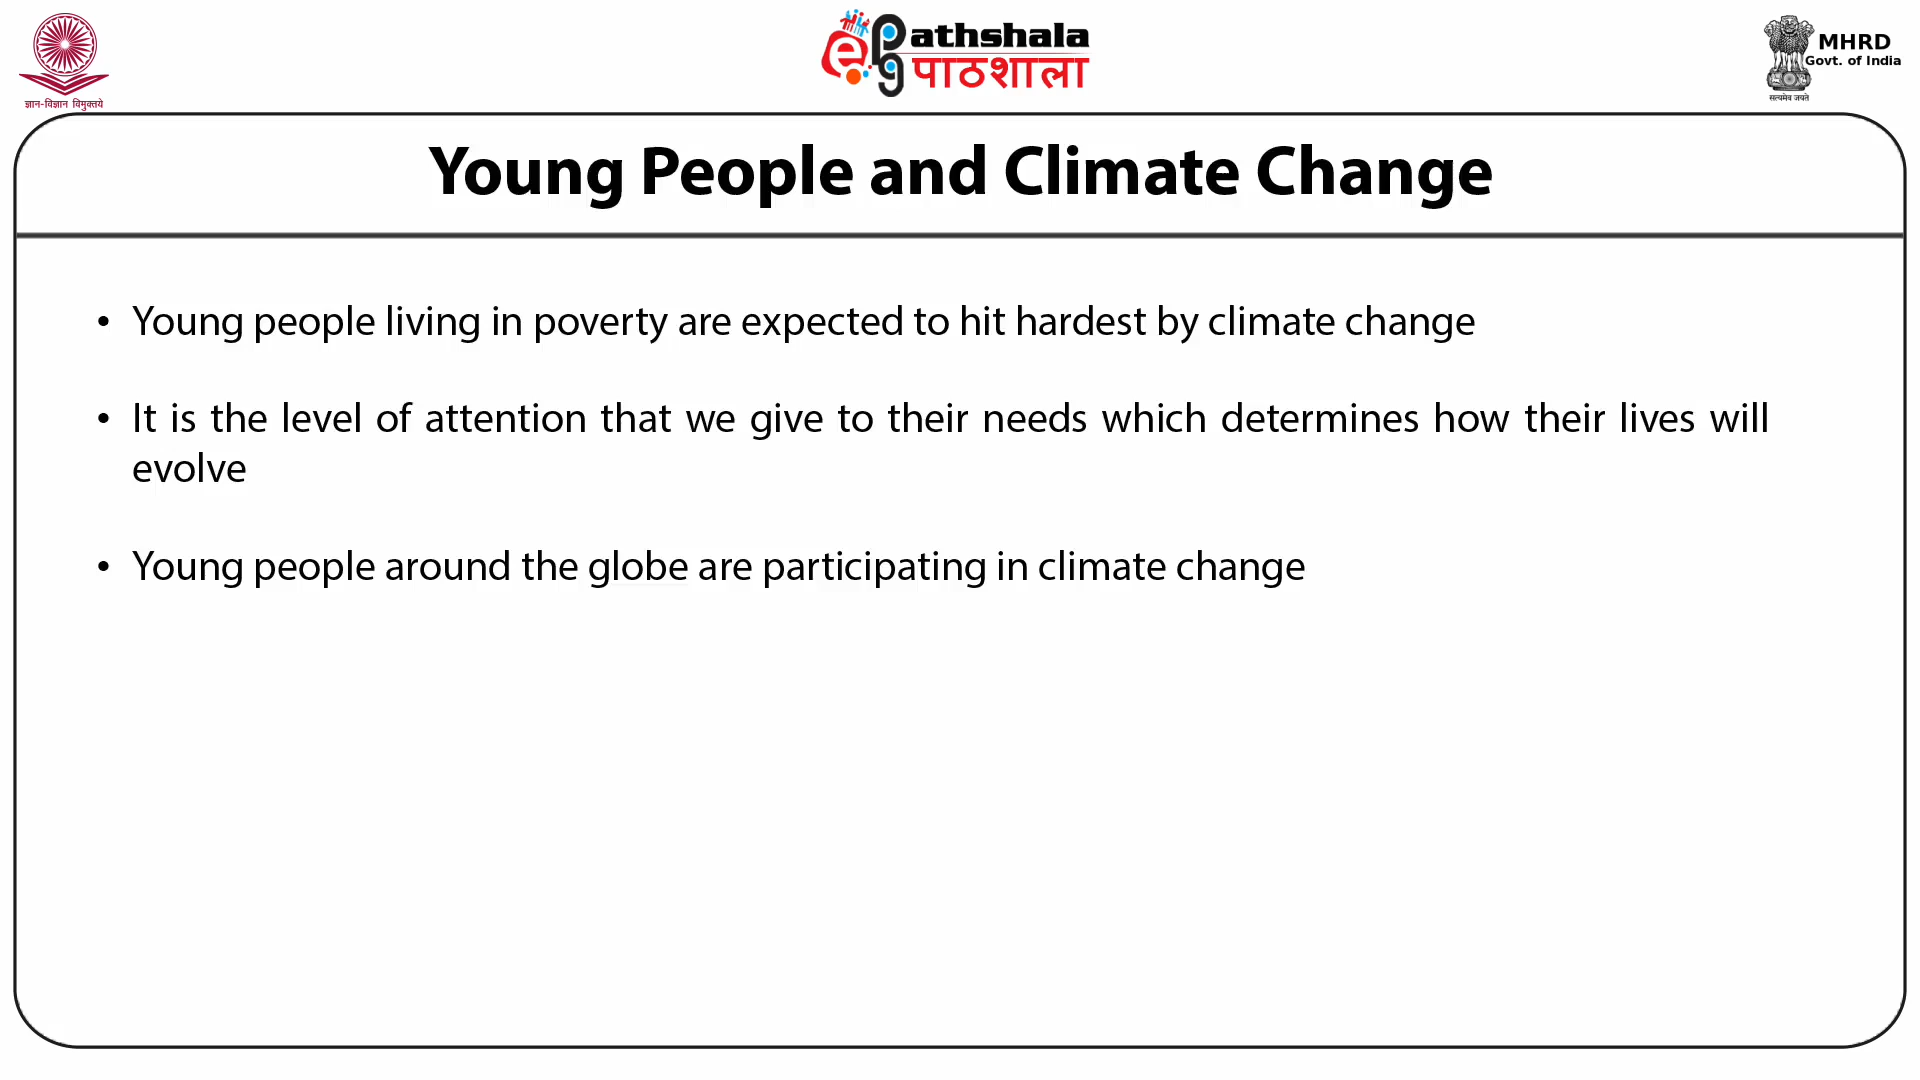 ज्ञान-विज्ञान विमुक्तये
ePathshala
पाठशाला
MHRD
Govt. of India
सत्यमेव जयते
Young People and Climate Change
• Young people living in poverty are expected to hit hardest by climate change
• It is the level of attention that we give to their needs which determines how their lives will
evolve
• Young people around the globe are participating in climate change